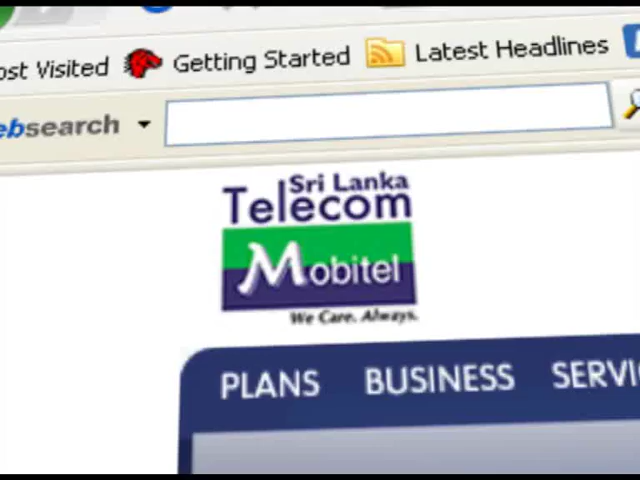 ost Visited Getting Started Latest Headlines
ebsearch
Sri Lanka
Telecom
Mobitel
We Care. Always.
PLANS BUSINESS SERVI